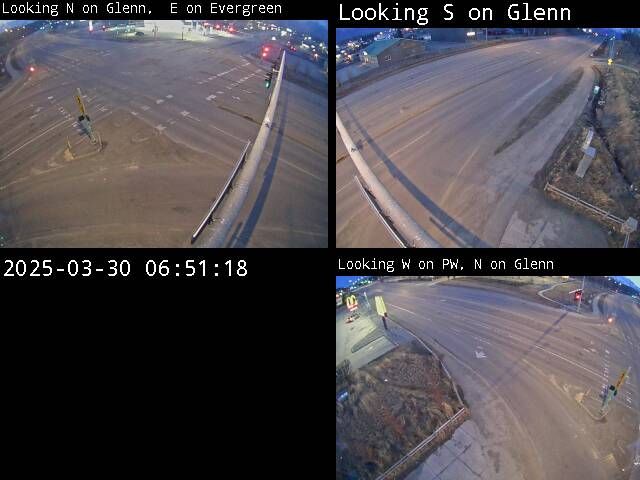 Looking N on Glenn,  E on Evergreen
Looking S on Glenn
2025-03-30 06:51:18
Looking W on PW, N on Glenn